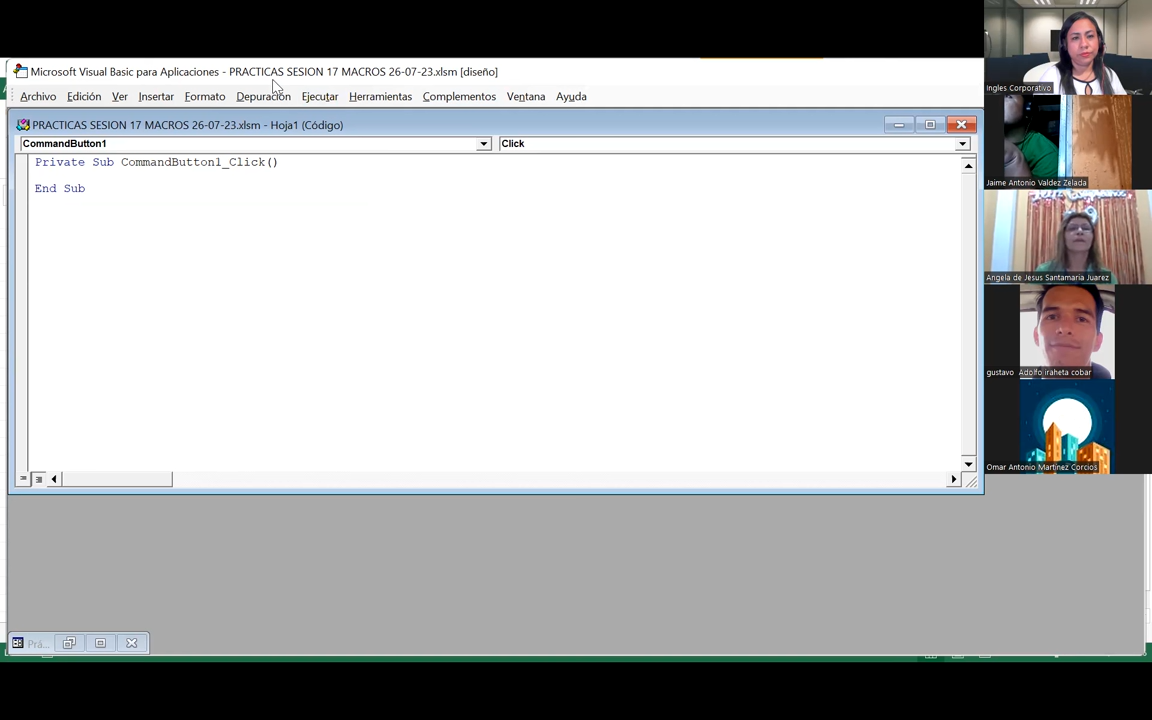 Microsoft Visual Basic para Aplicaciones - PRACTICAS SESION 17 MACROS 26-07-23.xlsm [diseño]
Archivo Edición Ver Insertar Formato Depuración Ejecutar Herramientas Complementos Ventana Ayuda
PRACTICAS SESION 17 MACROS 26-07-23.xlsm - Hoja1 (Código)
CommandButton1 Click
Private Sub CommandButton1_Click()
End Sub
Prá...
Ingles Corporativo
Jaime Antonio Valdez Zelada
Angela de Jesus Santamaria Juarez
gustavo Adolfo iraheta cobar
Omar Antonio Martínez Corcios